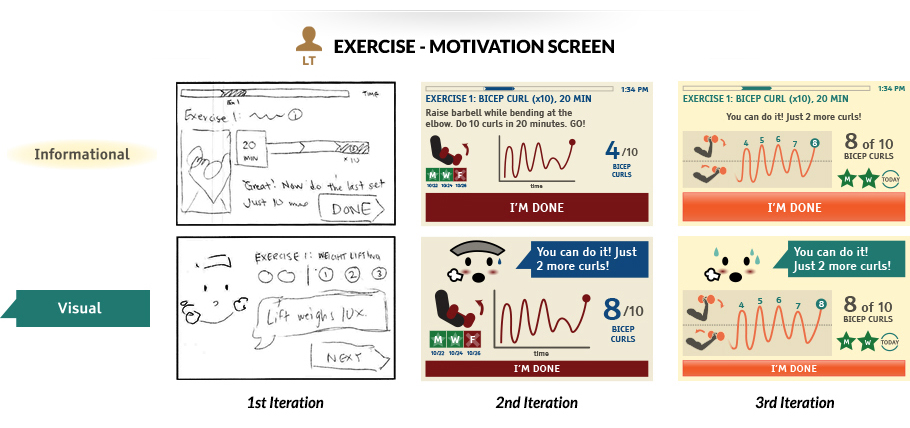 EXERCISE - MOTIVATION SCREEN
LT
Informational
TIME
Exercise 1:
1
20
MIN
x10
Great! Now do the last set
Just 10 more
DONE
1:34 PM
EXERCISE 1: BICEP CURL (x10), 20 MIN
Raise barbell while bending at the
elbow. Do 10 curls in 20 minutes. GO!
4/10
BICEP
CURLS
M W F
10/22 10/24 10/26
time
I'M DONE
1:34 PM
EXERCISE 1: BICEP CURL (x10), 20 MIN
You can do it! Just 2 more curls!
4 5 6 7 8
8 of 10
BICEP CURLS
M W TODAY
I'M DONE
Visual
EXERCISE 1: WEIGHT LIFTING
1 2 3
Lift weighs 10x.
NEXT
You can do it! Just
2 more curls!
8/10
BICEP
CURLS
M W F
10/22 10/24 10/26
time
I'M DONE
You can do it!
Just 2 more curls!
4 5 6 7 8
8 of 10
BICEP CURLS
M W TODAY
I'M DONE
1st Iteration
2nd Iteration
3rd Iteration